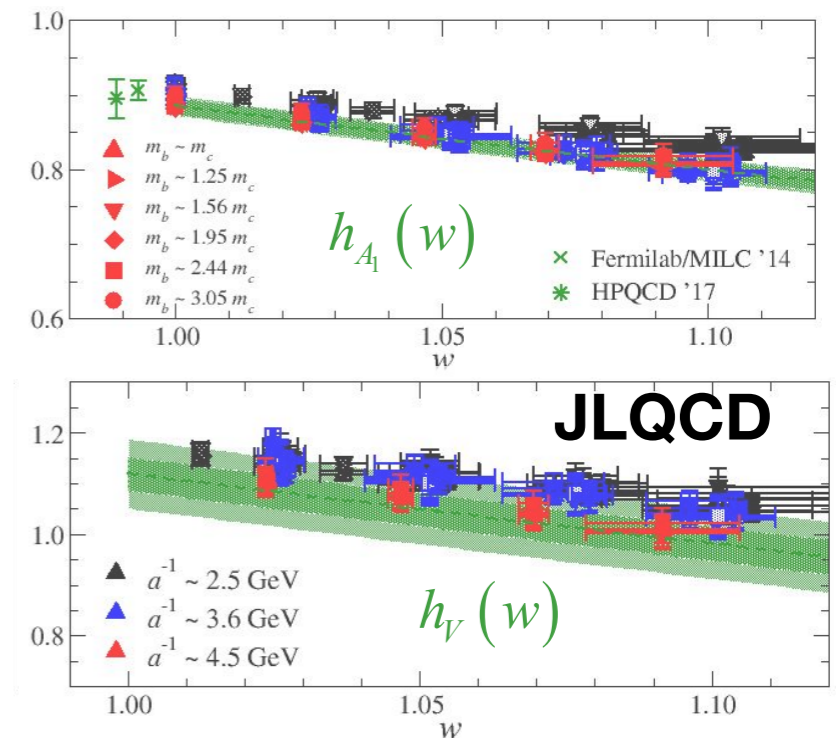 1.0
0.8
0.6
m_b ~ m_c
m_b ~ 1.25 m_c
m_b ~ 1.56 m_c
m_b ~ 1.95 m_c
m_b ~ 2.44 m_c
m_b ~ 3.05 m_c
h_{A_1}(w)
Fermilab/MILC '14
HPQCD '17
1.00 1.05 1.10
w
JLQCD
1.2
1.0
0.8
a^{-1} ~ 2.5 GeV
a^{-1} ~ 3.6 GeV
a^{-1} ~ 4.5 GeV
h_V(w)
1.00 1.05 1.10
w